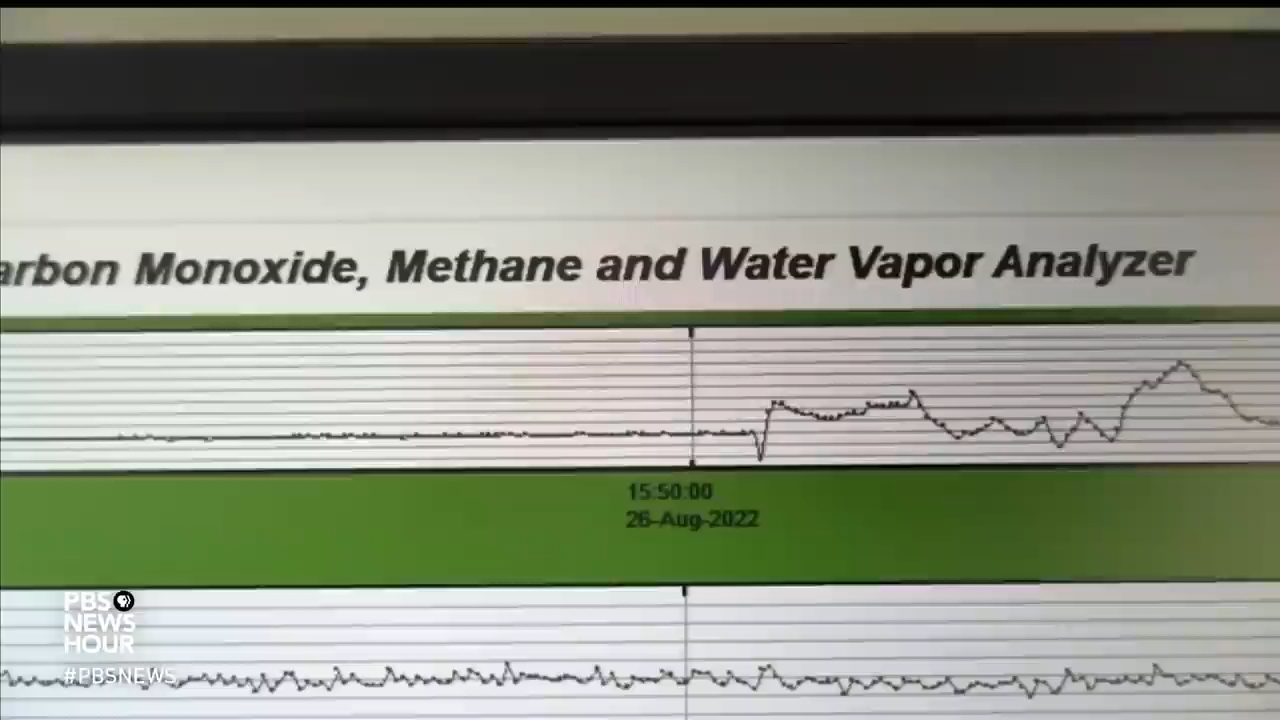 arbon Monoxide, Methane and Water Vapor Analyzer
15:50:00
26-Aug-2022
PBS
NEWS
HOUR
#PBSNEWS